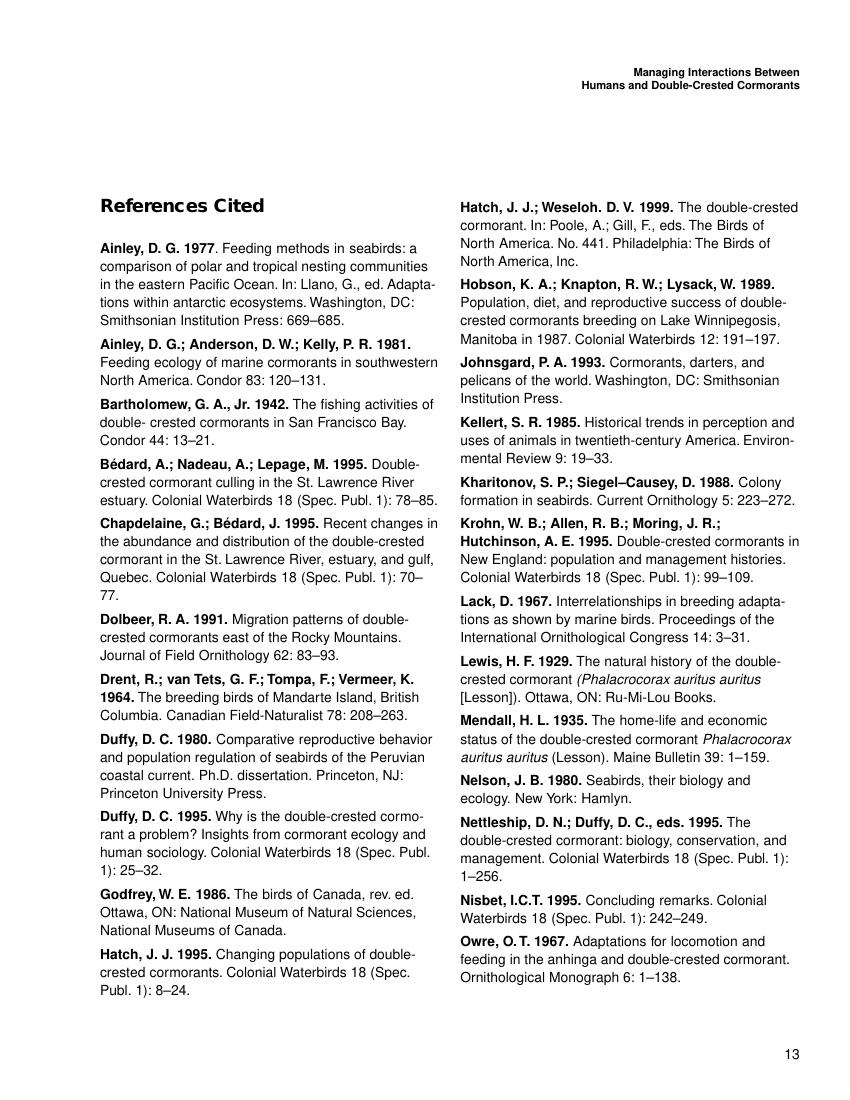 Managing Interactions Between
Humans and Double-Crested Cormorants
References Cited
Ainley, D. G. 1977. Feeding methods in seabirds: a
comparison of polar and tropical nesting communities
in the eastern Pacific Ocean. In: Llano, G., ed. Adapta-
tions within antarctic ecosystems. Washington, DC:
Smithsonian Institution Press: 669–685.
Ainley, D. G.; Anderson, D. W.; Kelly, P. R. 1981.
Feeding ecology of marine cormorants in southwestern
North America. Condor 83: 120–131.
Bartholomew, G. A., Jr. 1942. The fishing activities of
double- crested cormorants in San Francisco Bay.
Condor 44: 13–21.
Bédard, A.; Nadeau, A.; Lepage, M. 1995. Double-
crested cormorant culling in the St. Lawrence River
estuary. Colonial Waterbirds 18 (Spec. Publ. 1): 78–85.
Chapdelaine, G.; Bédard, J. 1995. Recent changes in
the abundance and distribution of the double-crested
cormorant in the St. Lawrence River, estuary, and gulf,
Quebec. Colonial Waterbirds 18 (Spec. Publ. 1): 70–
77.
Dolbeer, R. A. 1991. Migration patterns of double-
crested cormorants east of the Rocky Mountains.
Journal of Field Ornithology 62: 83–93.
Drent, R.; van Tets, G. F.; Tompa, F.; Vermeer, K.
1964. The breeding birds of Mandarte Island, British
Columbia. Canadian Field-Naturalist 78: 208–263.
Duffy, D. C. 1980. Comparative reproductive behavior
and population regulation of seabirds of the Peruvian
coastal current. Ph.D. dissertation. Princeton, NJ:
Princeton University Press.
Duffy, D. C. 1995. Why is the double-crested cormo-
rant a problem? Insights from cormorant ecology and
human sociology. Colonial Waterbirds 18 (Spec. Publ.
1): 25–32.
Godfrey, W. E. 1986. The birds of Canada, rev. ed.
Ottawa, ON: National Museum of Natural Sciences,
National Museums of Canada.
Hatch, J. J. 1995. Changing populations of double-
crested cormorants. Colonial Waterbirds 18 (Spec.
Publ. 1): 8–24.
Hatch, J. J.; Weseloh. D. V. 1999. The double-crested
cormorant. In: Poole, A.; Gill, F., eds. The Birds of
North America. No. 441. Philadelphia: The Birds of
North America, Inc.
Hobson, K. A.; Knapton, R. W.; Lysack, W. 1989.
Population, diet, and reproductive success of double-
crested cormorants breeding on Lake Winnipegosis,
Manitoba in 1987. Colonial Waterbirds 12: 191–197.
Johnsgard, P. A. 1993. Cormorants, darters, and
pelicans of the world. Washington, DC: Smithsonian
Institution Press.
Kellert, S. R. 1985. Historical trends in perception and
uses of animals in twentieth-century America. Environ-
mental Review 9: 19–33.
Kharitonov, S. P.; Siegel–Causey, D. 1988. Colony
formation in seabirds. Current Ornithology 5: 223–272.
Krohn, W. B.; Allen, R. B.; Moring, J. R.;
Hutchinson, A. E. 1995. Double-crested cormorants in
New England: population and management histories.
Colonial Waterbirds 18 (Spec. Publ. 1): 99–109.
Lack, D. 1967. Interrelationships in breeding adapta-
tions as shown by marine birds. Proceedings of the
International Ornithological Congress 14: 3–31.
Lewis, H. F. 1929. The natural history of the double-
crested cormorant (Phalacrocorax auritus auritus
[Lesson]). Ottawa, ON: Ru-Mi-Lou Books.
Mendall, H. L. 1935. The home-life and economic
status of the double-crested cormorant Phalacrocorax
auritus auritus (Lesson). Maine Bulletin 39: 1–159.
Nelson, J. B. 1980. Seabirds, their biology and
ecology. New York: Hamlyn.
Nettleship, D. N.; Duffy, D. C., eds. 1995. The
double-crested cormorant: biology, conservation, and
management. Colonial Waterbirds 18 (Spec. Publ. 1):
1–256.
Nisbet, I.C.T. 1995. Concluding remarks. Colonial
Waterbirds 18 (Spec. Publ. 1): 242–249.
Owre, O. T. 1967. Adaptations for locomotion and
feeding in the anhinga and double-crested cormorant.
Ornithological Monograph 6: 1–138.
13